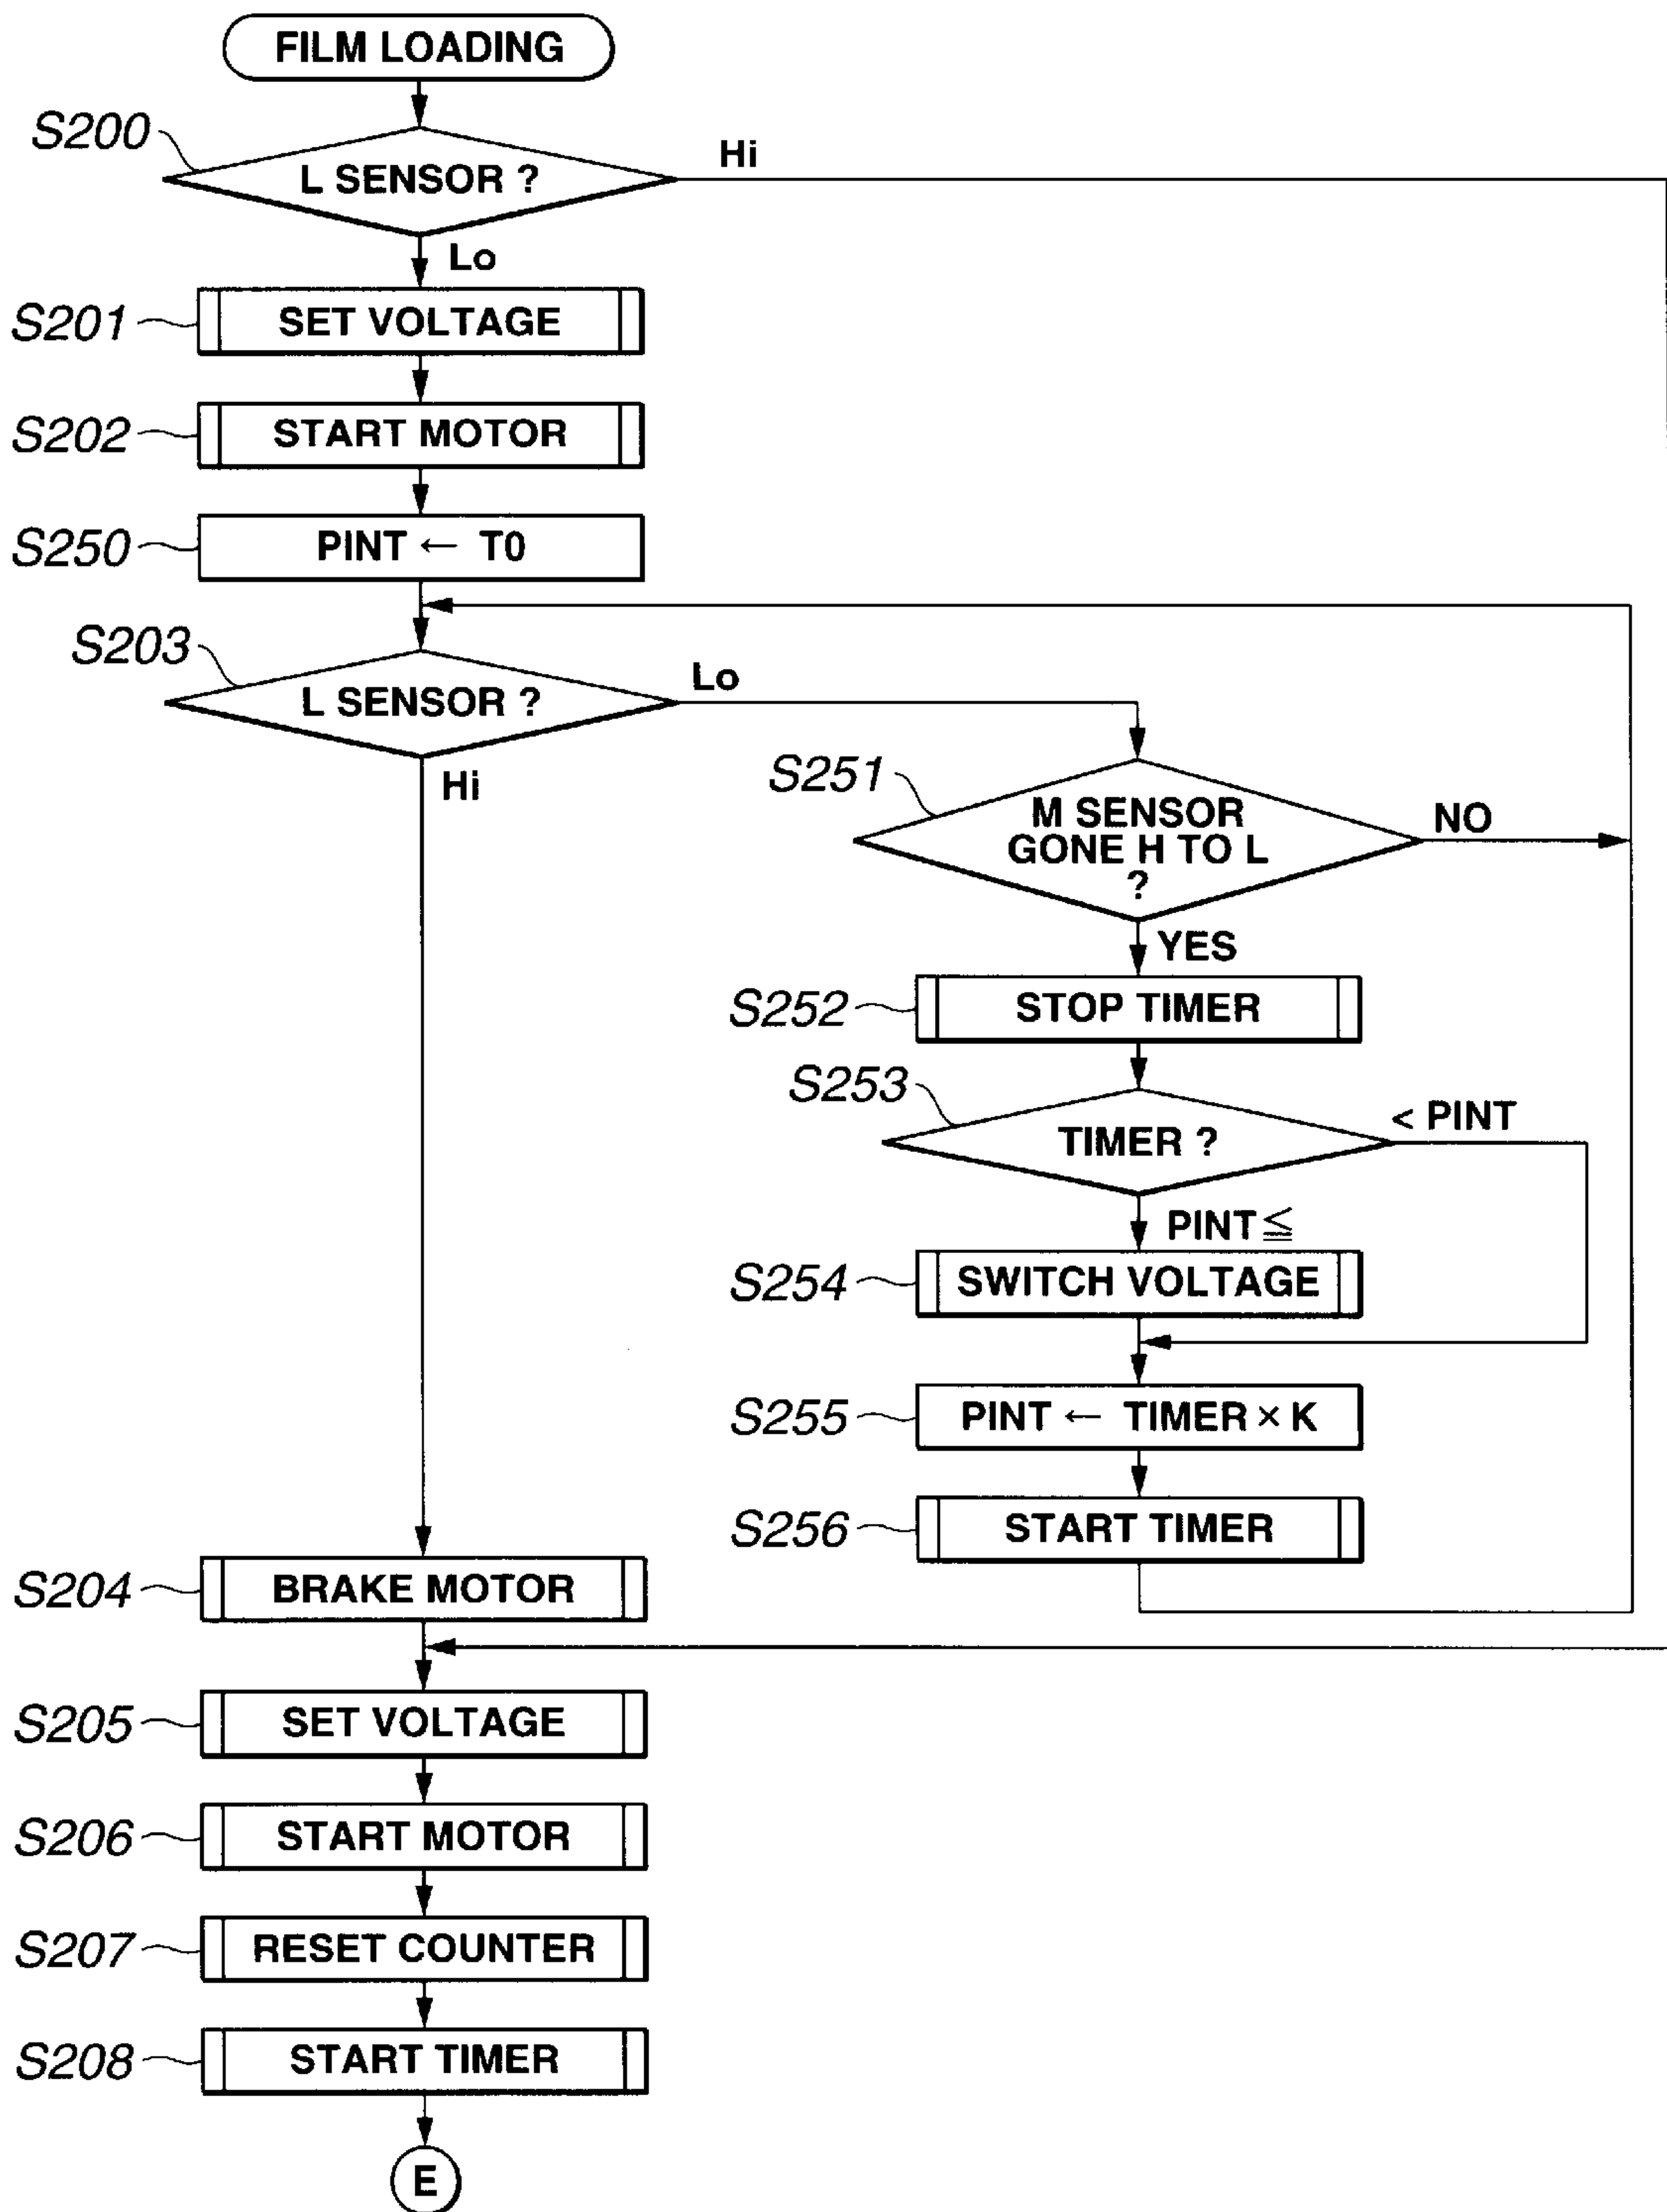 FILM LOADING
S200
L SENSOR ?
Hi
Lo
S201
SET VOLTAGE
S202
START MOTOR
S250
PINT ← T0
S203
L SENSOR ?
Lo
Hi
S251
M SENSOR
GONE H TO L
?
NO
YES
S252
STOP TIMER
S253
TIMER ?
< PINT
PINT ≦
S254
SWITCH VOLTAGE
S255
PINT ← TIMER × K
S256
START TIMER
S204
BRAKE MOTOR
S205
SET VOLTAGE
S206
START MOTOR
S207
RESET COUNTER
S208
START TIMER
E